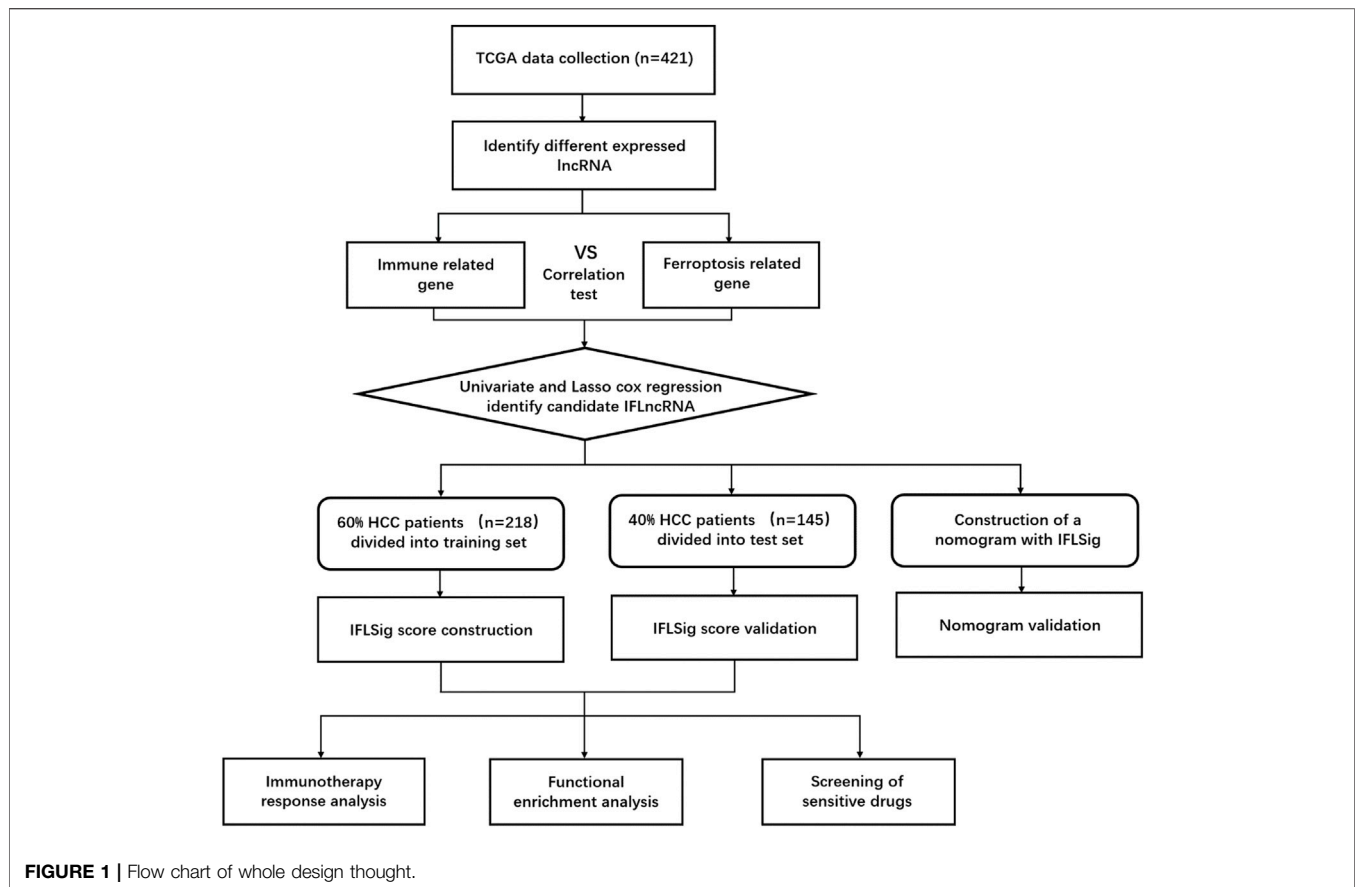 TCGA data collection (n=421)
Identify different expressed
lncRNA
Immune related
gene
VS
Correlation
test
Ferroptosis related
gene
Univariate and Lasso cox regression
identify candidate IFLncRNA
60% HCC patients (n=218)
divided into training set
40% HCC patients (n=145)
divided into test set
Construction of a
nomogram with IFLSig
IFLSig score construction
IFLSig score validation
Nomogram validation
Immunotherapy
response analysis
Functional
enrichment analysis
Screening of
sensitive drugs
FIGURE 1 | Flow chart of whole design thought.